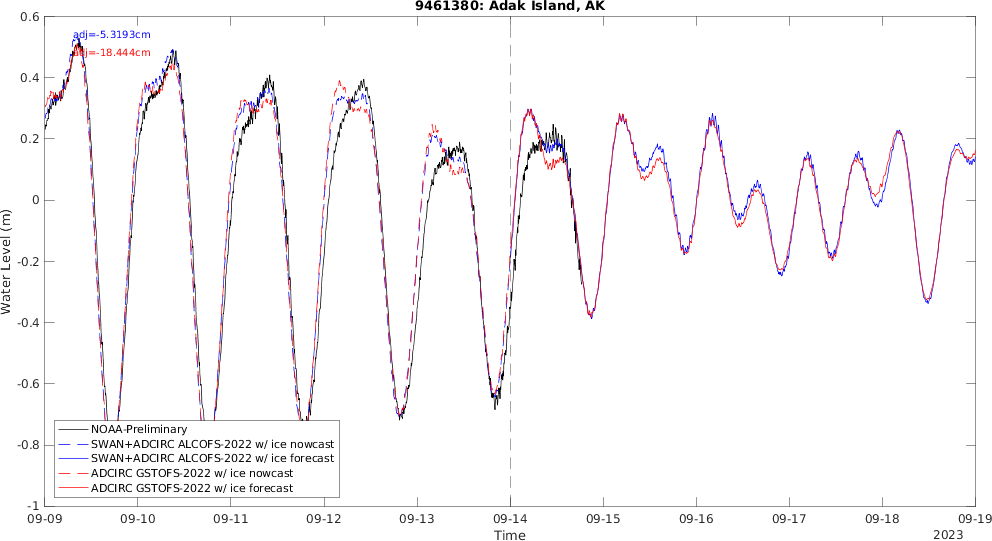 9461380: Adak Island, AK
adj=-5.3193cm
adj=-18.444cm
Water Level (m)
0.6
0.4
0.2
0
-0.2
-0.4
-0.6
-0.8
-1
NOAA-Preliminary
SWAN+ADCIRC ALCOFS-2022 w/ ice nowcast
SWAN+ADCIRC ALCOFS-2022 w/ ice forecast
ADCIRC GSTOFS-2022 w/ ice nowcast
ADCIRC GSTOFS-2022 w/ ice forecast
09-09 09-10 09-11 09-12 09-13 09-14 09-15 09-16 09-17 09-18 09-19
Time
2023